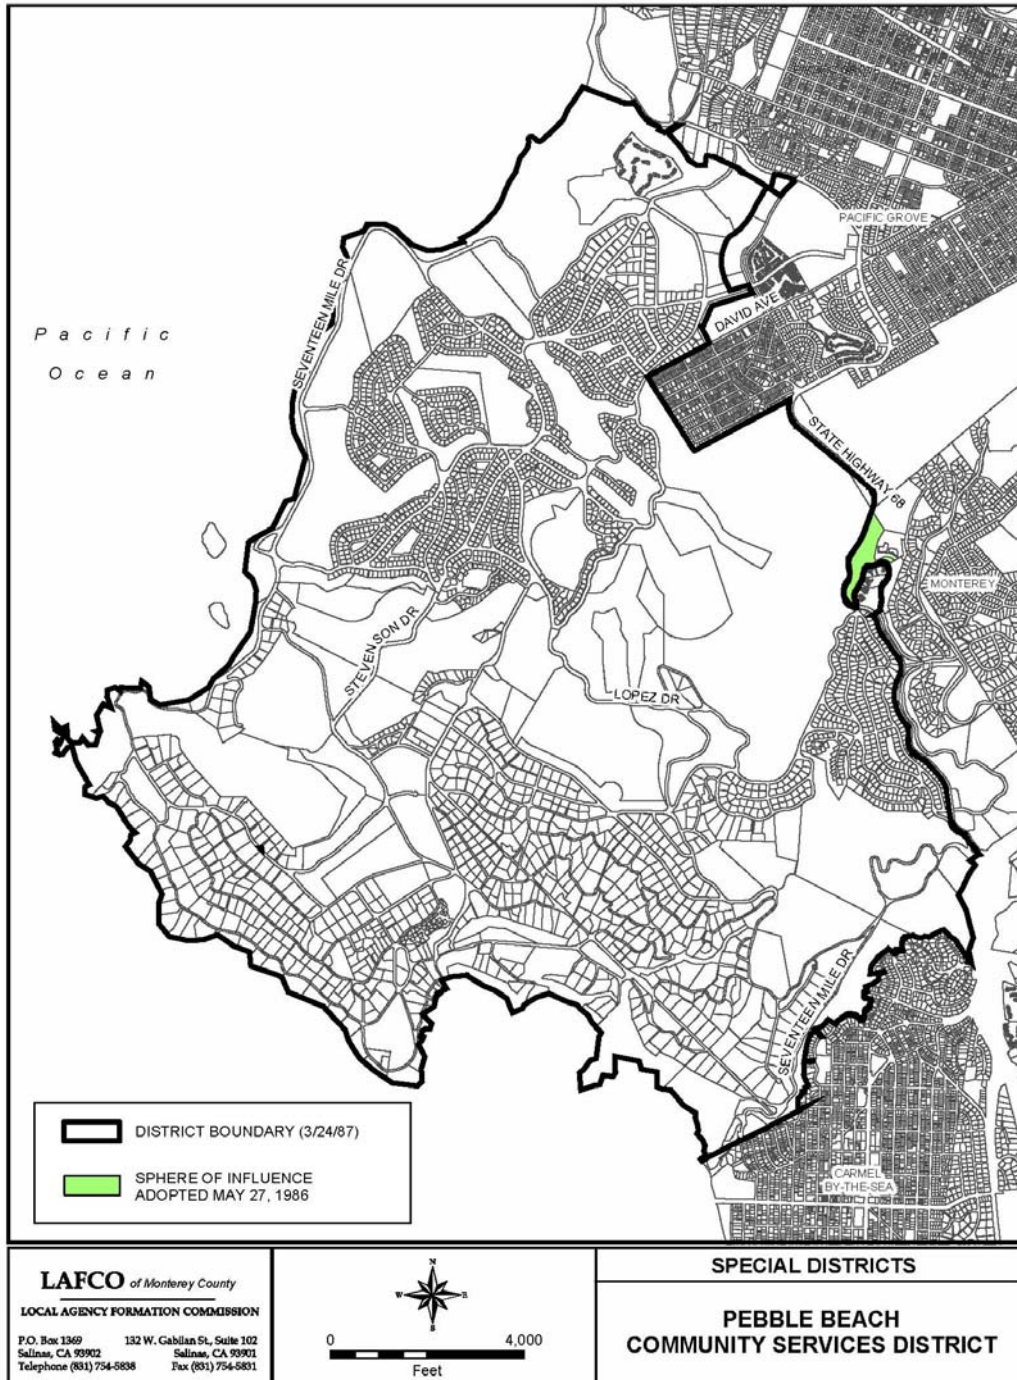 PACIFIC GROVE
SEVENTEEN MILE DR
DAVID AVE
Pacific
Ocean
STATE HIGHWAY 68
MONTEREY
STEVENSON DR
LOPEZ DR
SEVENTEEN MILE DR
CARMEL
BY-THE-SEA
DISTRICT BOUNDARY (3/24/87)
SPHERE OF INFLUENCE
ADOPTED MAY 27, 1986
LAFCO of Monterey County
LOCAL AGENCY FORMATION COMMISSION
P.O. Box 1369 132 W. Gabilan St., Suite 102
Salinas, CA 93902 Salinas, CA 93901
Telephone (831) 754-5838 Fax (831) 754-5831
N
W E
S
0 4,000
Feet
SPECIAL DISTRICTS
PEBBLE BEACH
COMMUNITY SERVICES DISTRICT